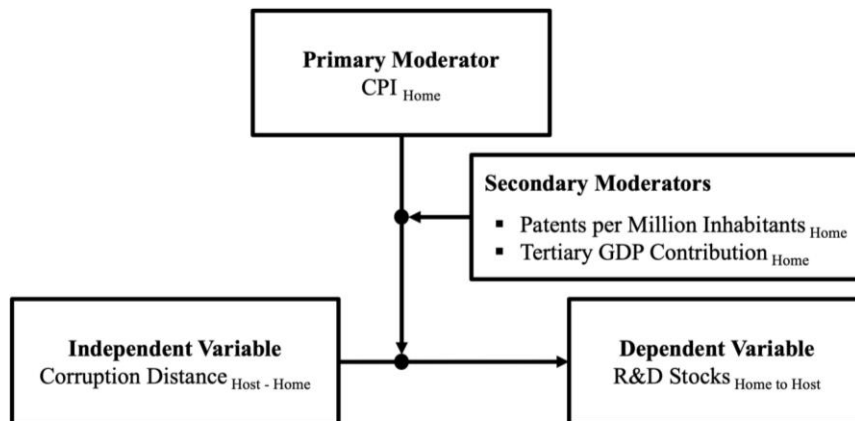 Primary Moderator
CPI Home
Secondary Moderators
▪ Patents per Million Inhabitants Home
▪ Tertiary GDP Contribution Home
Independent Variable
Corruption Distance Host - Home
Dependent Variable
R&D Stocks Home to Host